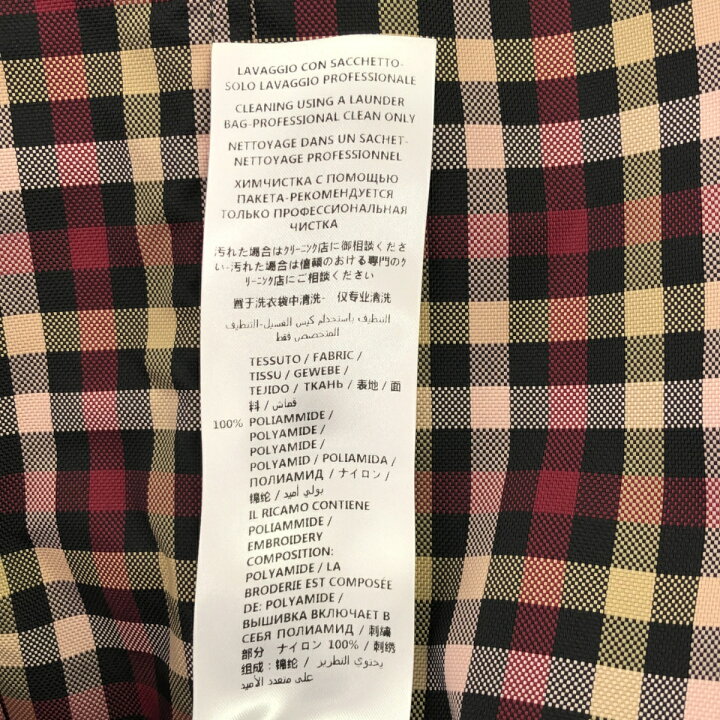 LAVAGGIO CON SACCHETTO-
SOLO LAVAGGIO PROFESSIONALE
CLEANING USING A LAUNDER
BAG-PROFESSIONAL CLEAN ONLY
NETTOYAGE DANS UN SACHET-
NETTOYAGE PROFESSIONNEL
ХИМЧИСТКА С ПОМОЩЬЮ
ПАКЕТА-РЕКОМЕНДУЕТСЯ
ТОЛЬКО ПРОФЕССИОНАЛЬНАЯ
ЧИСТКА
汚れた場合はクリーニング店に御相談くださ
い-汚れた場合は信頼のおける専門のク
リーニング店にご相談ください
置于洗衣袋中清洗- 仅专业清洗
التنظيف باستخدام كيس الغسيل-التنظيف
المتخصص فقط
TESSUTO / FABRIC /
TISSU / GEWEBE /
TEJIDO / ТКАНЬ / 表地 / 面
料 / قماش /
100% POLIAMMIDE /
POLYAMIDE /
POLYAMIDE /
POLYAMID / POLIAMIDA /
ПОЛИАМИД / ナイロン /
锦纶 / بولي أميد /
IL RICAMO CONTIENE
POLIAMMIDE /
EMBROIDERY
COMPOSITION:
POLYAMIDE / LA
BRODERIE EST COMPOSÉE
DE: POLYAMIDE /
ВЫШИВКА ВКЛЮЧАЕТ В
СЕБЯ ПОЛИАМИД / 刺繍
部分 ナイロン 100% / 刺绣
组成: 锦纶 / يحتوي التطريز
على متعدد الأميد